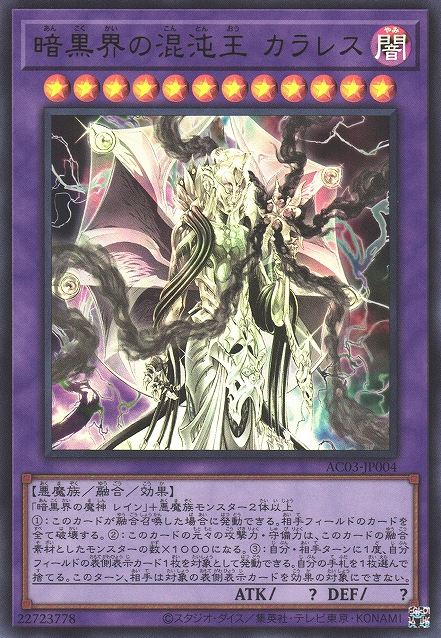 暗黒界の混沌王 カラレス
闇
AC03-JP004
【悪魔族／融合／効果】
「暗黒界の魔神 レイン」＋悪魔族モンスター２体以上
①：このカードが融合召喚した場合に発動できる。相手フィールドのカードを
全て破壊する。②：このカードの元々の攻撃力・守備力は、このカードの融合
素材としたモンスターの数×１０００になる。③：自分・相手ターンに１度、自分フ
ィールドの表側表示カード１枚を対象として発動できる。自分の手札を１枚選んで
捨てる。このターン、相手は対象の表側表示カードを効果の対象にできない。
ATK/ ? DEF/ ?
22723778
©スタジオ・ダイス／集英社・テレビ東京・KONAMI